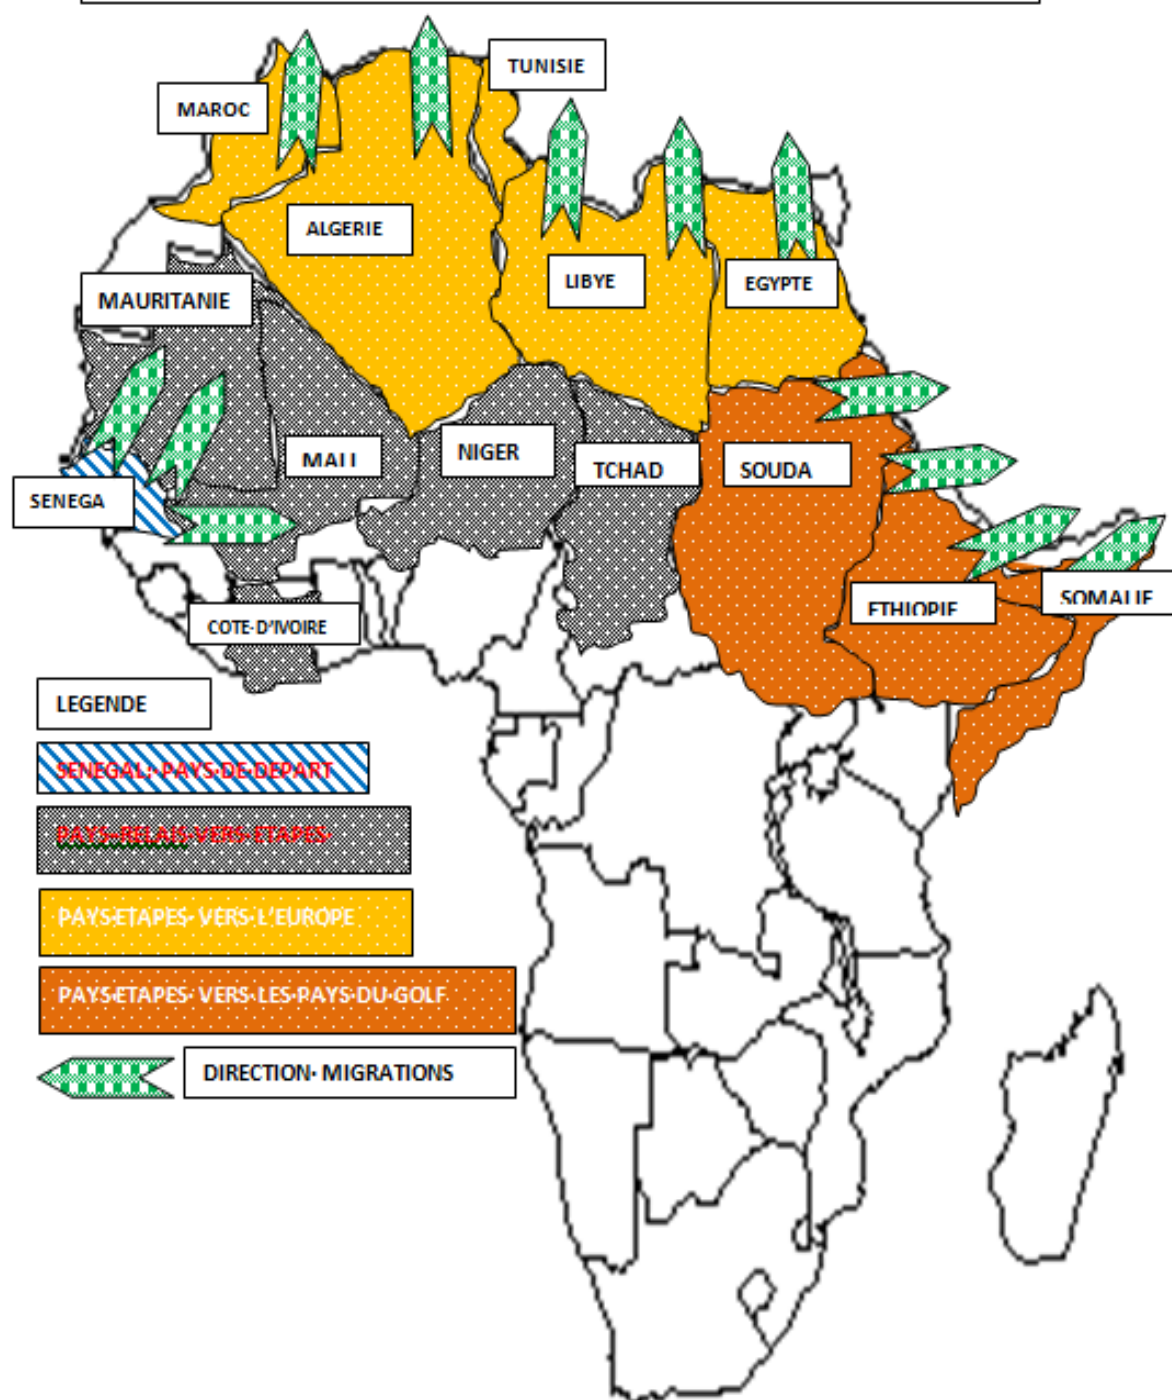 TUNISIE
MAROC
ALGERIE
LIBYE
EGYPTE
MAURITANIE
MALI
NIGER
TCHAD
SOUDA
SENEGA
ETHIOPIE
SOMALIE
COTE D'IVOIRE
LEGENDE
SENEGAL: PAYS DE DEPART
PAYS RELAIS VERS ETAPES
PAYS ETAPES VERS L'EUROPE
PAYS ETAPES VERS LES PAYS DU GOLF
DIRECTION MIGRATIONS